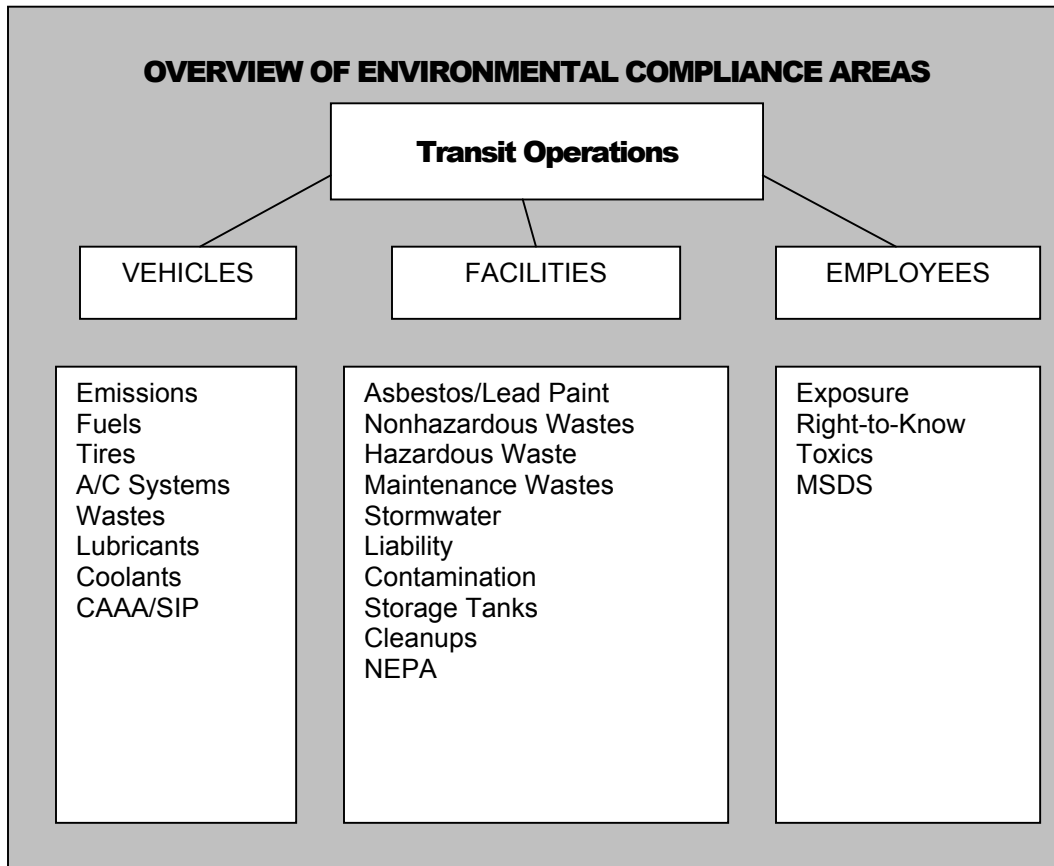 OVERVIEW OF ENVIRONMENTAL COMPLIANCE AREAS
Transit Operations
VEHICLES
FACILITIES
EMPLOYEES
Emissions
Fuels
Tires
A/C Systems
Wastes
Lubricants
Coolants
CAAA/SIP
Asbestos/Lead Paint
Nonhazardous Wastes
Hazardous Waste
Maintenance Wastes
Stormwater
Liability
Contamination
Storage Tanks
Cleanups
NEPA
Exposure
Right-to-Know
Toxics
MSDS